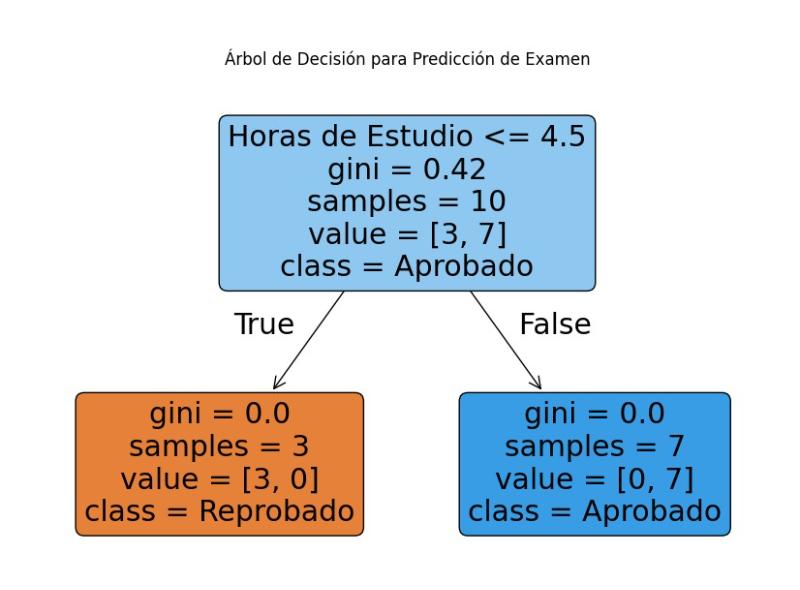 Árbol de Decisión para Predicción de Examen
Horas de Estudio <= 4.5
gini = 0.42
samples = 10
value = [3, 7]
class = Aprobado
True
False
gini = 0.0
samples = 3
value = [3, 0]
class = Reprobado
gini = 0.0
samples = 7
value = [0, 7]
class = Aprobado